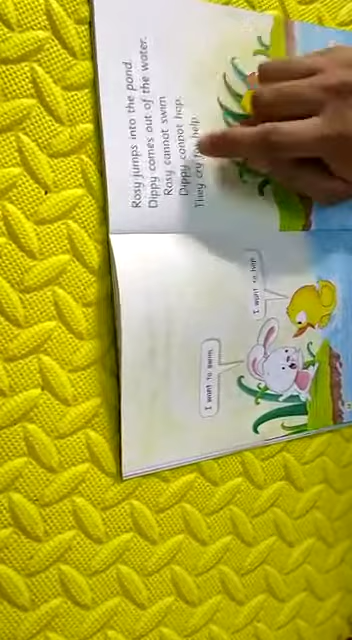 Rosy jumps into the pond.
Dippy comes out of the water.
Rosy cannot swim.
Dippy cannot hop.
They cry for help.
I want to swim.
I want to hop.